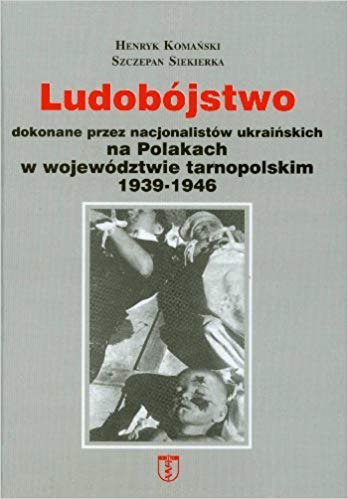 HENRYK KOMAŃSKI
SZCZEPAN SIEKIERKA
Ludobójstwo
dokonane przez nacjonalistów ukraińskich
na Polakach
w województwie tarnopolskim
1939-1946